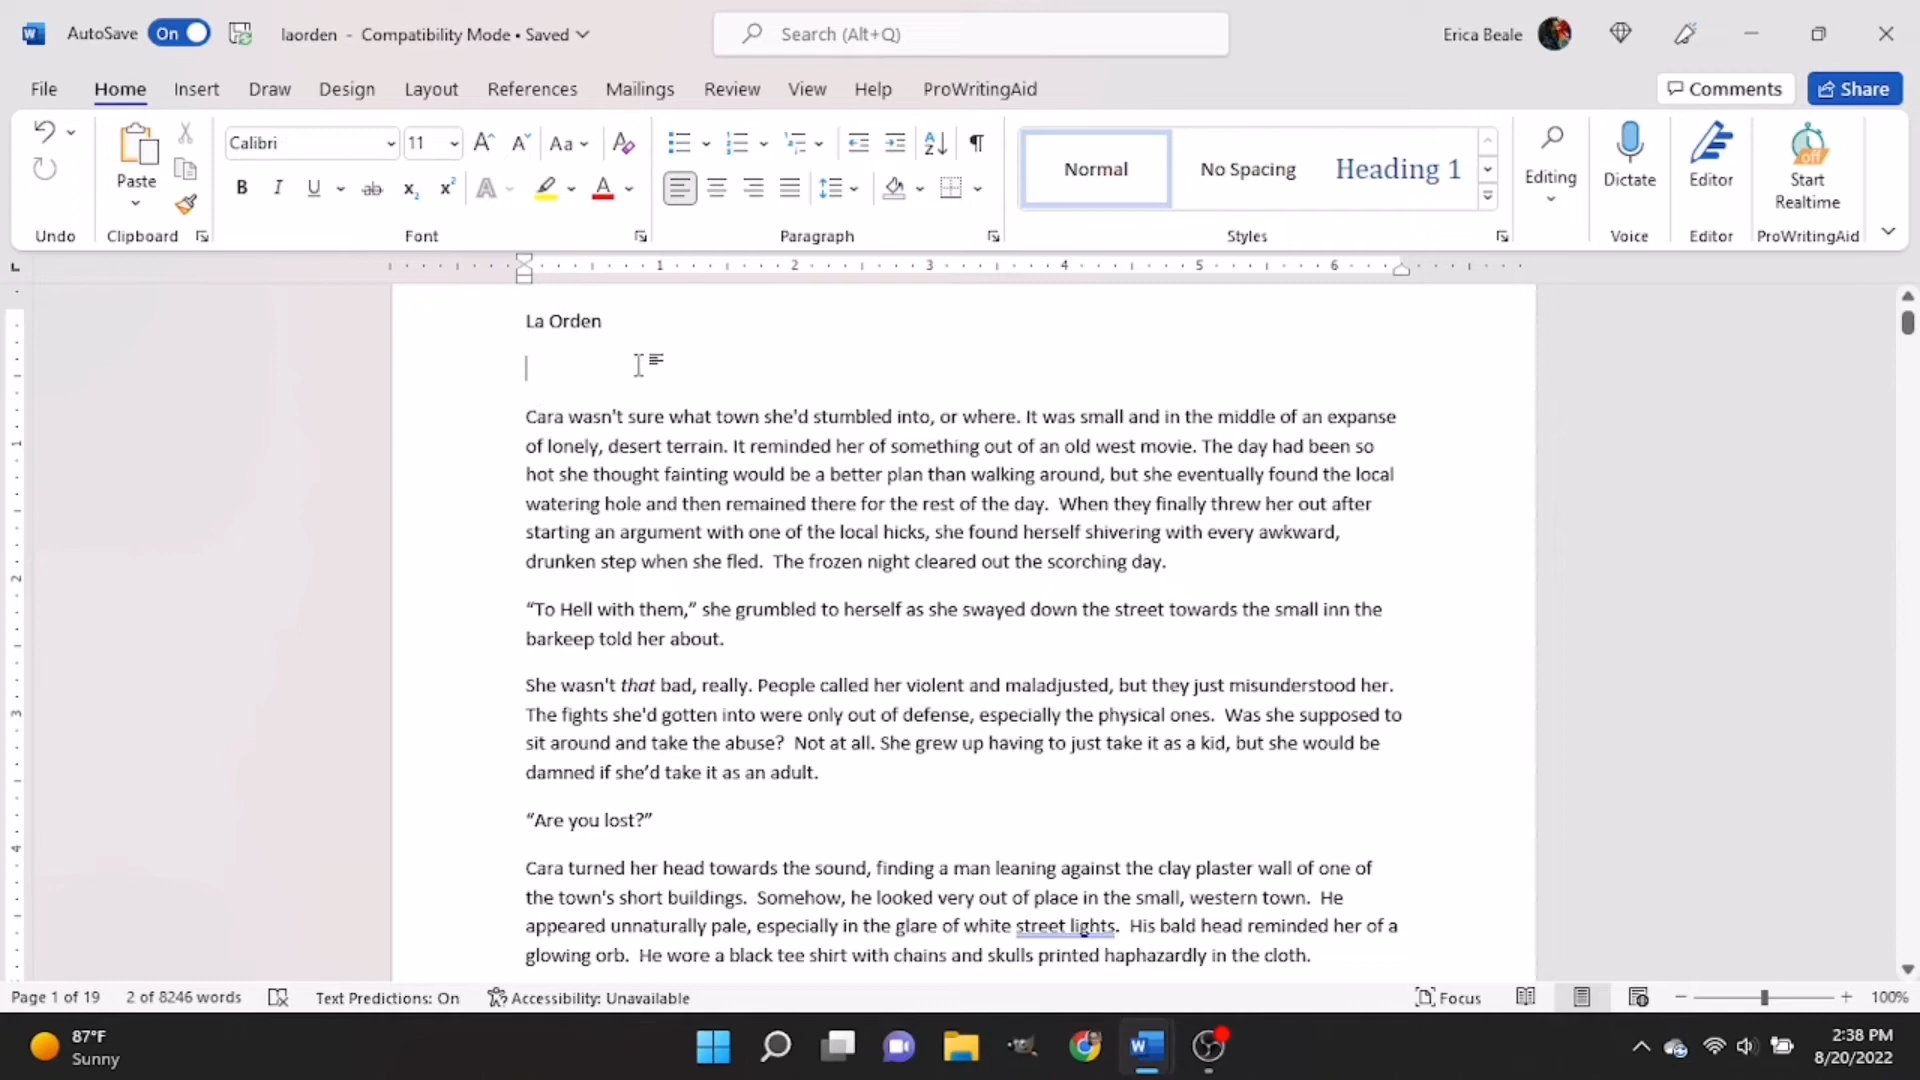 AutoSave On laorden - Compatibility Mode • Saved Search (Alt+Q) Erica Beale
File Home Insert Draw Design Layout References Mailings Review View Help ProWritingAid Comments Share
Paste Calibri 11 Aa Normal No Spacing Heading 1 Editing Dictate Editor Start
Realtime
Undo Clipboard Font Paragraph Styles Voice Editor ProWritingAid
1 2 3 4 5 6
La Orden
Cara wasn't sure what town she'd stumbled into, or where. It was small and in the middle of an expanse
of lonely, desert terrain. It reminded her of something out of an old west movie. The day had been so
hot she thought fainting would be a better plan than walking around, but she eventually found the local
watering hole and then remained there for the rest of the day.  When they finally threw her out after
starting an argument with one of the local hicks, she found herself shivering with every awkward,
drunken step when she fled.  The frozen night cleared out the scorching day.
“To Hell with them,” she grumbled to herself as she swayed down the street towards the small inn the
barkeep told her about.
She wasn't that bad, really. People called her violent and maladjusted, but they just misunderstood her.
The fights she'd gotten into were only out of defense, especially the physical ones.  Was she supposed to
sit around and take the abuse?  Not at all. She grew up having to just take it as a kid, but she would be
damned if she’d take it as an adult.
“Are you lost?”
Cara turned her head towards the sound, finding a man leaning against the clay plaster wall of one of
the town's short buildings.  Somehow, he looked very out of place in the small, western town.  He
appeared unnaturally pale, especially in the glare of white street lights.  His bald head reminded her of a
glowing orb.  He wore a black tee shirt with chains and skulls printed haphazardly in the cloth.
Page 1 of 19 2 of 8246 words Text Predictions: On Accessibility: Unavailable Focus 100%
87°F
Sunny
2:38 PM
8/20/2022